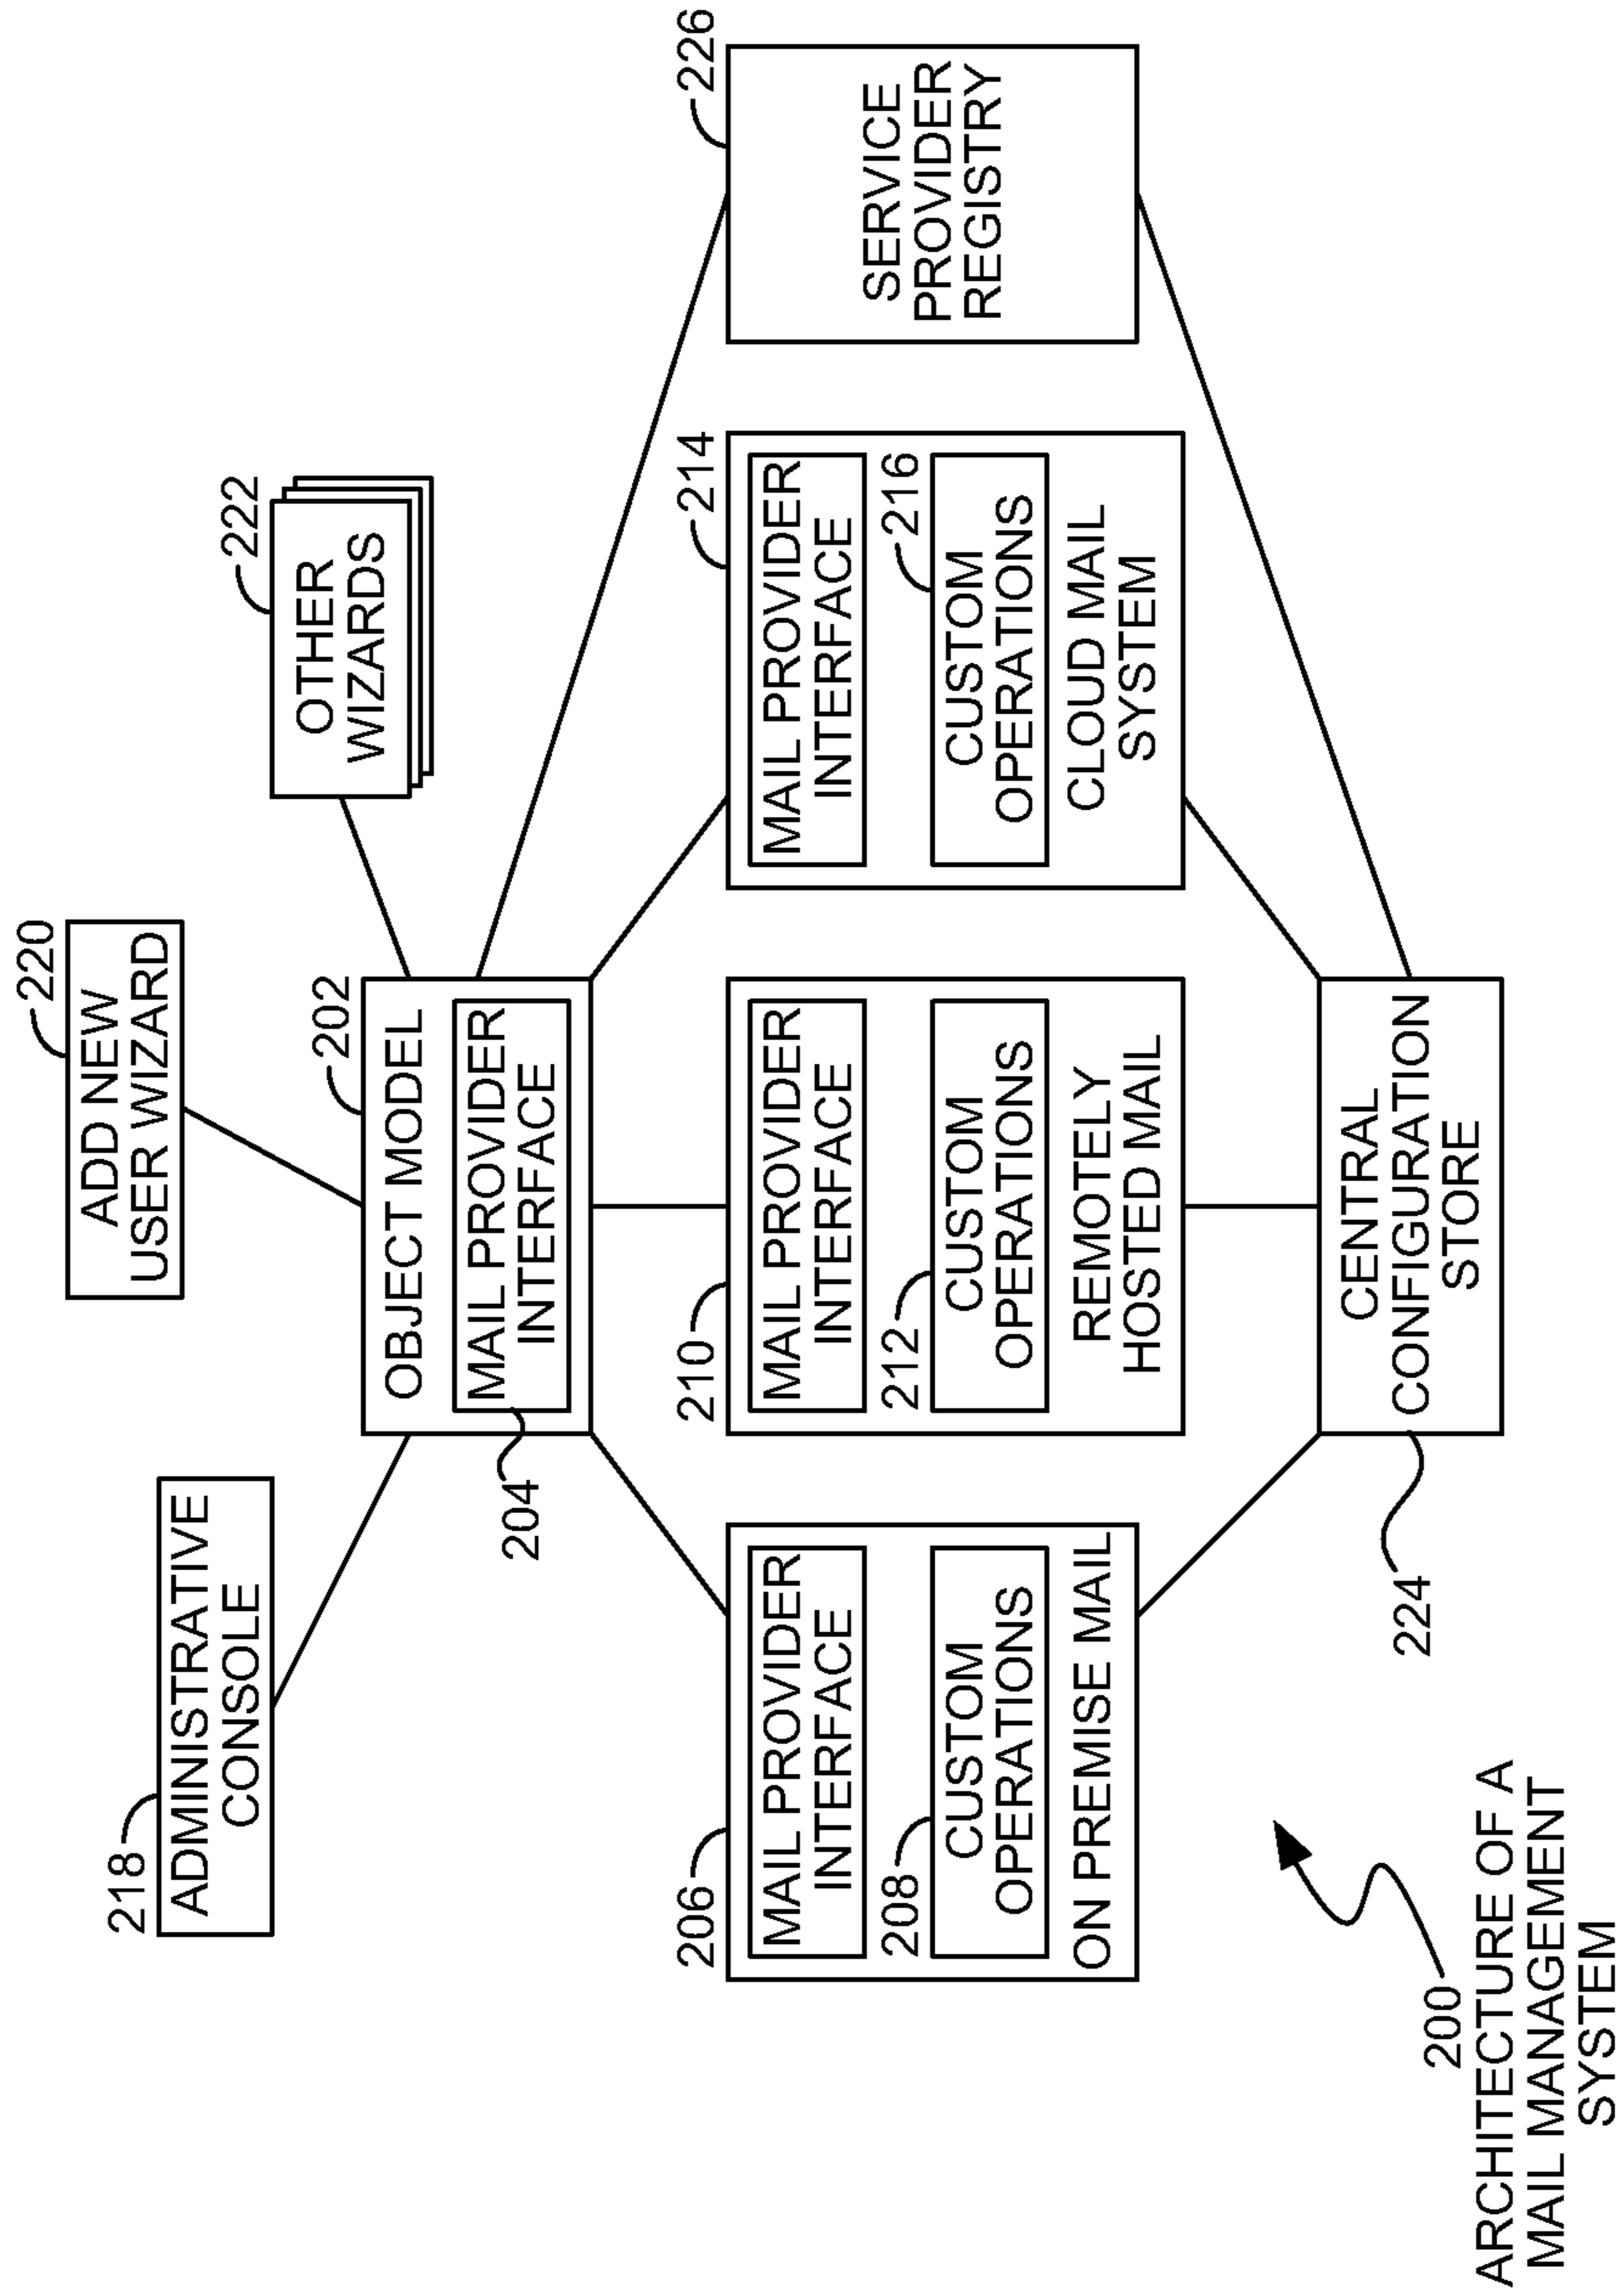 220
ADD NEW
USER WIZARD
218
ADMINISTRATIVE
CONSOLE
222
OTHER
WIZARDS
202
OBJECT MODEL
MAIL PROVIDER
INTERFACE
204
206
MAIL PROVIDER
INTERFACE
208
CUSTOM
OPERATIONS
ON PREMISE MAIL
210
MAIL PROVIDER
INTERFACE
212
CUSTOM
OPERATIONS
REMOTELY
HOSTED MAIL
214
MAIL PROVIDER
INTERFACE
216
CUSTOM
OPERATIONS
CLOUD MAIL
SYSTEM
226
SERVICE
PROVIDER
REGISTRY
224
CENTRAL
CONFIGURATION
STORE
200
ARCHITECTURE OF A
MAIL MANAGEMENT
SYSTEM